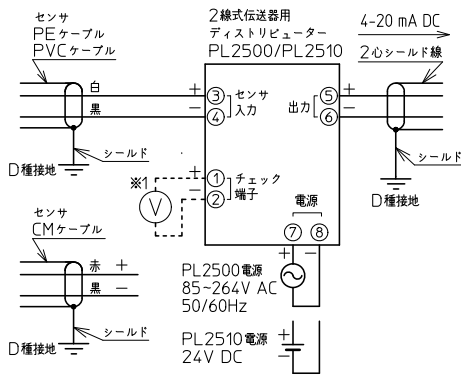 センサ
PEケーブル
PVCケーブル
2線式伝送器用
ディストリビューター
PL2500/PL2510
4-20 mA DC
2心シールド線
白
黒
シールド
D種接地
+
−
③
④
センサ
入力
出力
⑤
⑥
+
−
シールド
D種接地
※1
V
+
−
①
②
チェック
端子
電源
⑦
⑧
+
−
センサ
CMケーブル
赤 +
黒 −
シールド
D種接地
PL2500電源
85~264V AC
50/60Hz
PL2510電源
24V DC
+
−